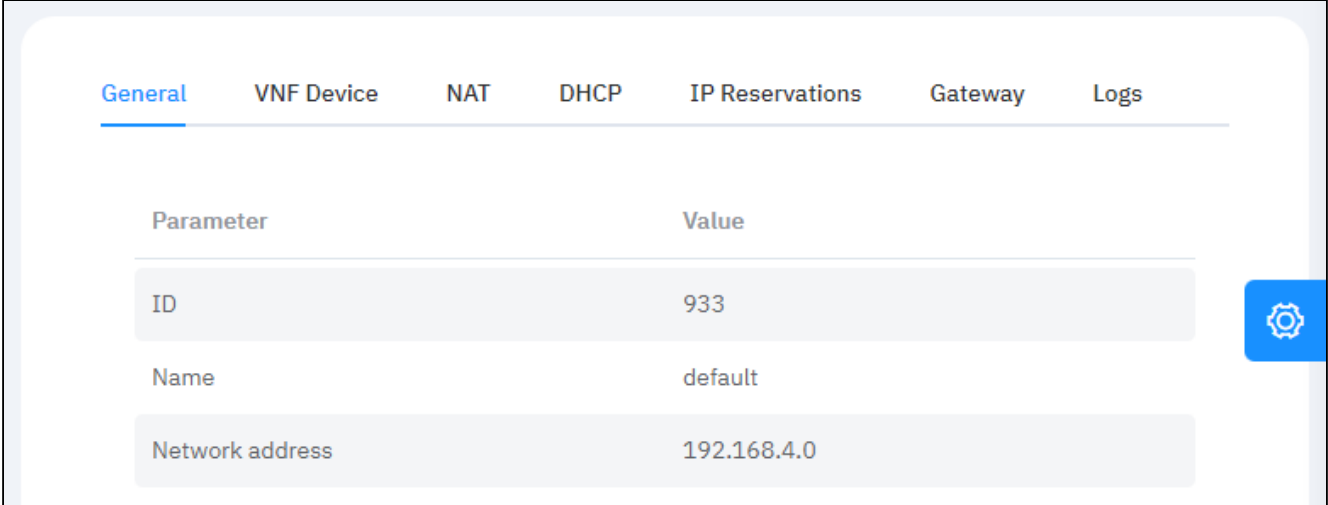 General VNF Device NAT DHCP IP Reservations Gateway Logs
Parameter Value
ID 933
Name default
Network address 192.168.4.0